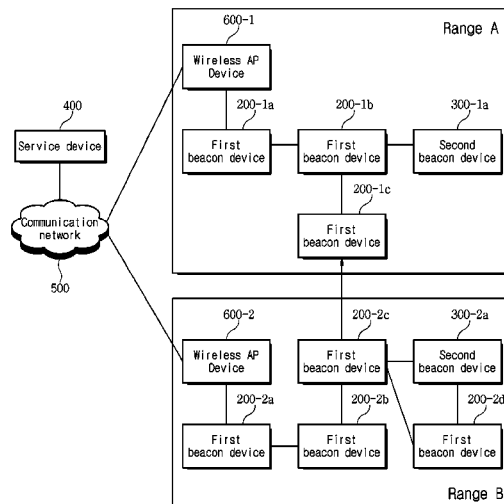 600-1
Range A
Wireless AP
Device
200-1a
200-1b
300-1a
400
Service device
First
beacon device
First
beacon device
Second
beacon device
200-1c
Communication
network
First
beacon device
500
600-2
200-2c
300-2a
Wireless AP
Device
First
beacon device
Second
beacon device
200-2a
200-2b
200-2d
First
beacon device
First
beacon device
First
beacon device
Range B